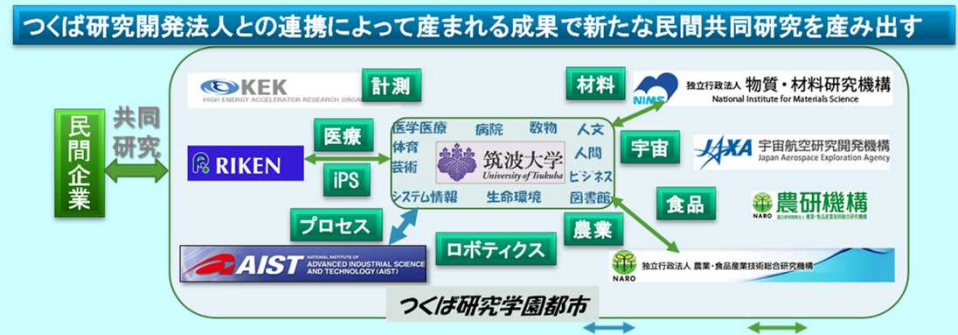 つくば研究開発法人との連携によって産まれる成果で新たな民間共同研究を産み出す
KEK
HIGH ENERGY ACCELERATOR RESEARCH ORGA
計測
材料
NIMS
独立行政法人 物質・材料研究機構
National Institute for Materials Science
民間企業
共同
研究
RIKEN
医療
iPS
医学医療
病院
数物
人文
体育
芸術
筑波大学
University of Tsukuba
人間
ビジネス
システム情報
生命環境
図書館
宇宙
JAXA
宇宙航空研究開発機構
Japan Aerospace Exploration Agency
食品
NARO
農研機構
プロセス
農業
ロボティクス
AIST
NATIONAL INSTITUTE OF
ADVANCED INDUSTRIAL SCIENCE
AND TECHNOLOGY (AIST)
NARO
独立行政法人 農業・食品産業技術総合研究機構
つくば研究学園都市